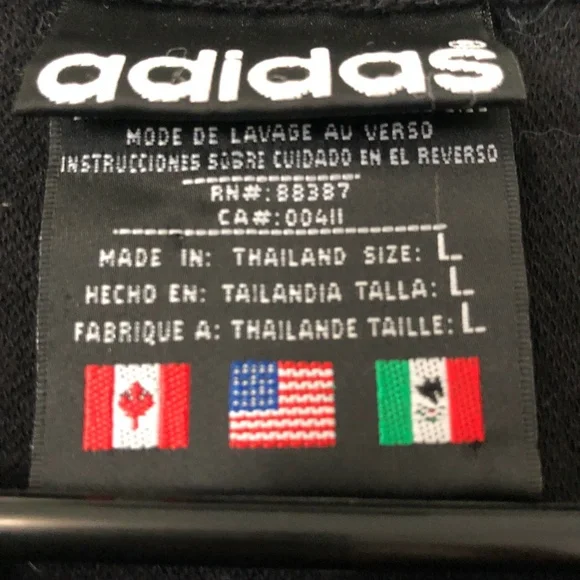 adidas
MODE DE LAVAGE AU VERSO
INSTRUCCIONES SOBRE CUIDADO EN EL REVERSO
RN#:88387
CA#:00411
MADE IN: THAILAND SIZE: L
HECHO EN: TAILANDIA TALLA: L
FABRIQUE A: THAILANDE TAILLE: L